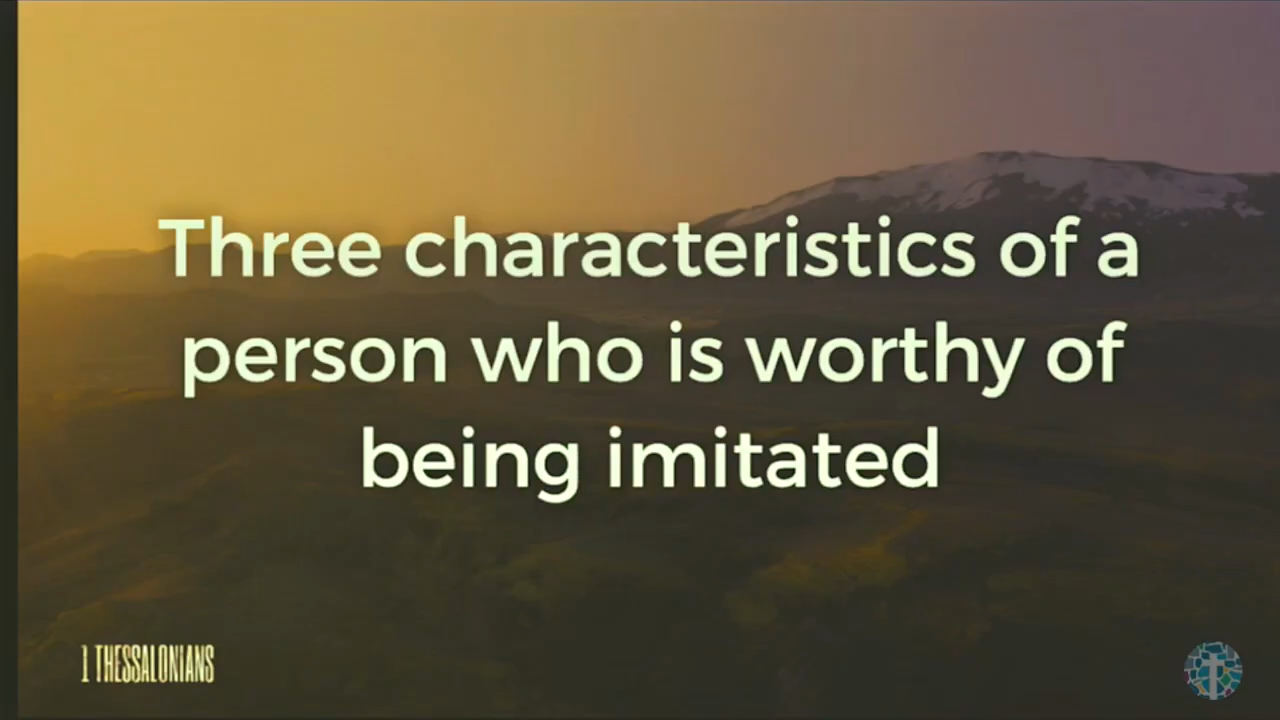 Three characteristics of a
person who is worthy of
being imitated
1 THESSALONIANS